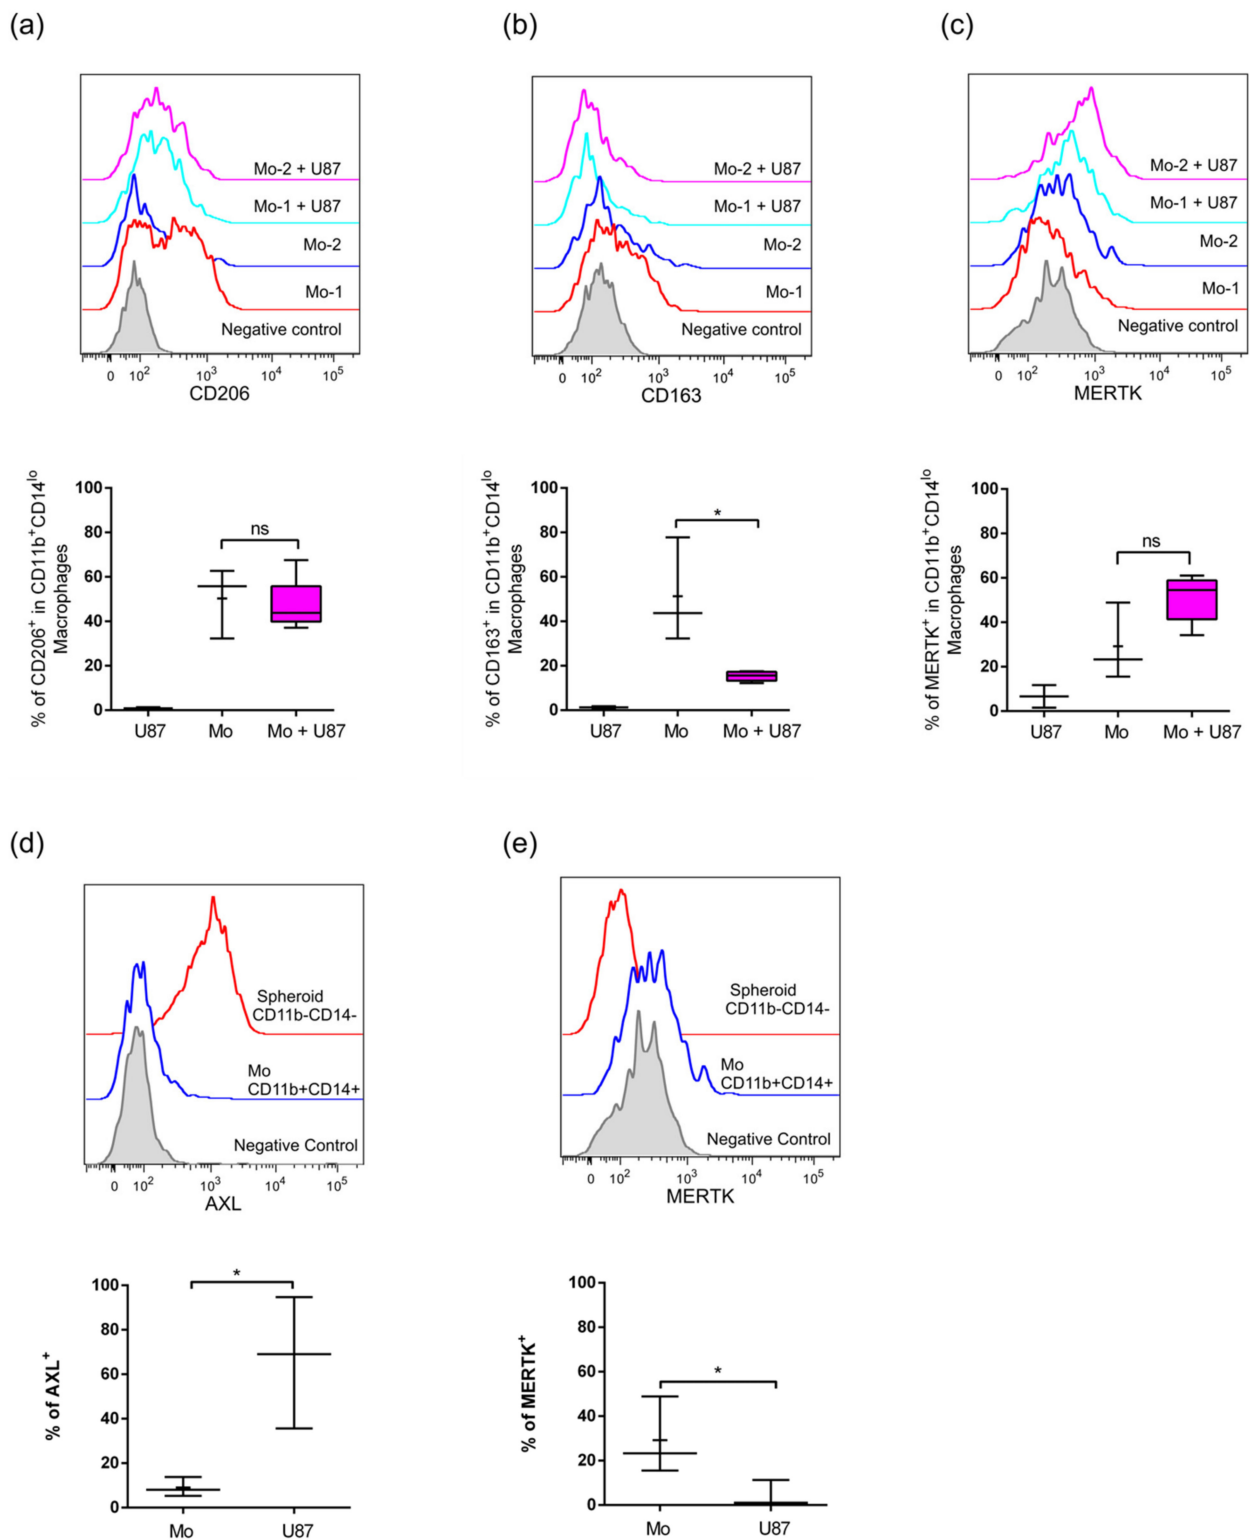 (a)
Mo-2 + U87
Mo-1 + U87
Mo-2
Mo-1
Negative control
0 10² 10³ 10⁴ 10⁵
CD206
(b)
Mo-2 + U87
Mo-1 + U87
Mo-2
Mo-1
Negative control
0 10² 10³ 10⁴ 10⁵
CD163
(c)
Mo-2 + U87
Mo-1 + U87
Mo-2
Mo-1
Negative control
0 10² 10³ 10⁴ 10⁵
MERTK
% of CD206⁺ in CD11b⁺CD14ˡᵒ
Macrophages
100
80
60
40
20
0
ns
U87 Mo Mo + U87
% of CD163⁺ in CD11b⁺CD14ˡᵒ
Macrophages
100
80
60
40
20
0
*
U87 Mo Mo + U87
% of MERTK⁺ in CD11b⁺CD14ˡᵒ
Macrophages
100
80
60
40
20
0
ns
U87 Mo Mo + U87
(d)
Spheroid
CD11b-CD14-
Mo
CD11b+CD14+
Negative Control
0 10² 10³ 10⁴ 10⁵
AXL
(e)
Spheroid
CD11b-CD14-
Mo
CD11b+CD14+
Negative Control
0 10² 10³ 10⁴ 10⁵
MERTK
% of AXL⁺
100
80
60
40
20
0
*
Mo U87
% of MERTK⁺
100
80
60
40
20
0
*
Mo U87